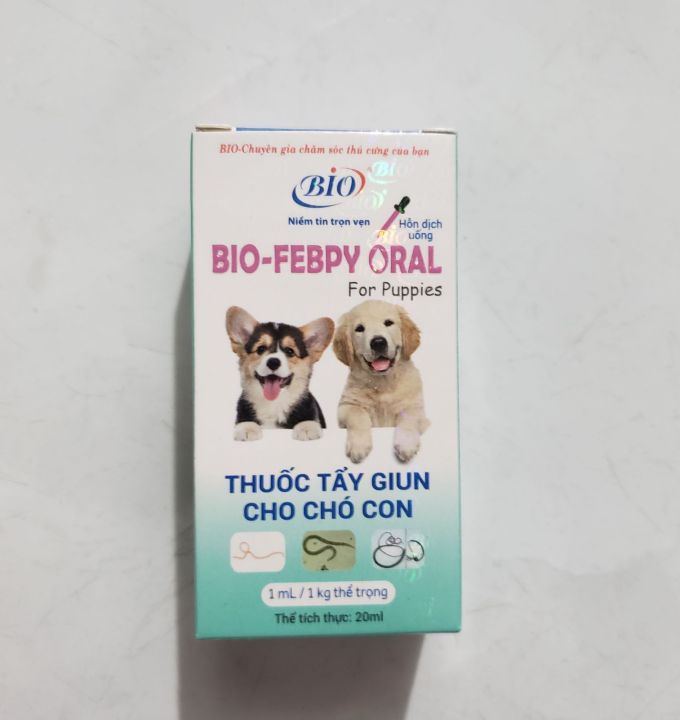 BIO-Chuyên gia chăm sóc thú cưng của bạn
BIO
Niềm tin trọn vẹn
Hỗn dịch
uống
BIO-FEBPY ORAL
For Puppies
THUỐC TẨY GIUN
CHO CHÓ CON
1 mL / 1 kg thể trọng
Thể tích thực: 20ml